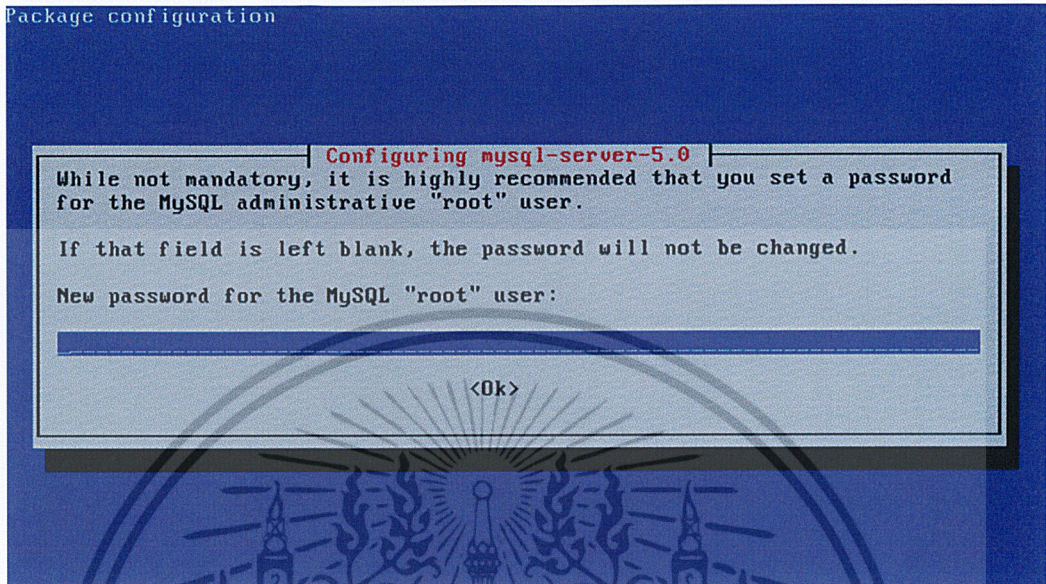 Package configuration
Configuring mysql-server-5.0
While not mandatory, it is highly recommended that you set a password
for the MySQL administrative "root" user.
If that field is left blank, the password will not be changed.
New password for the MySQL "root" user:
<Ok>